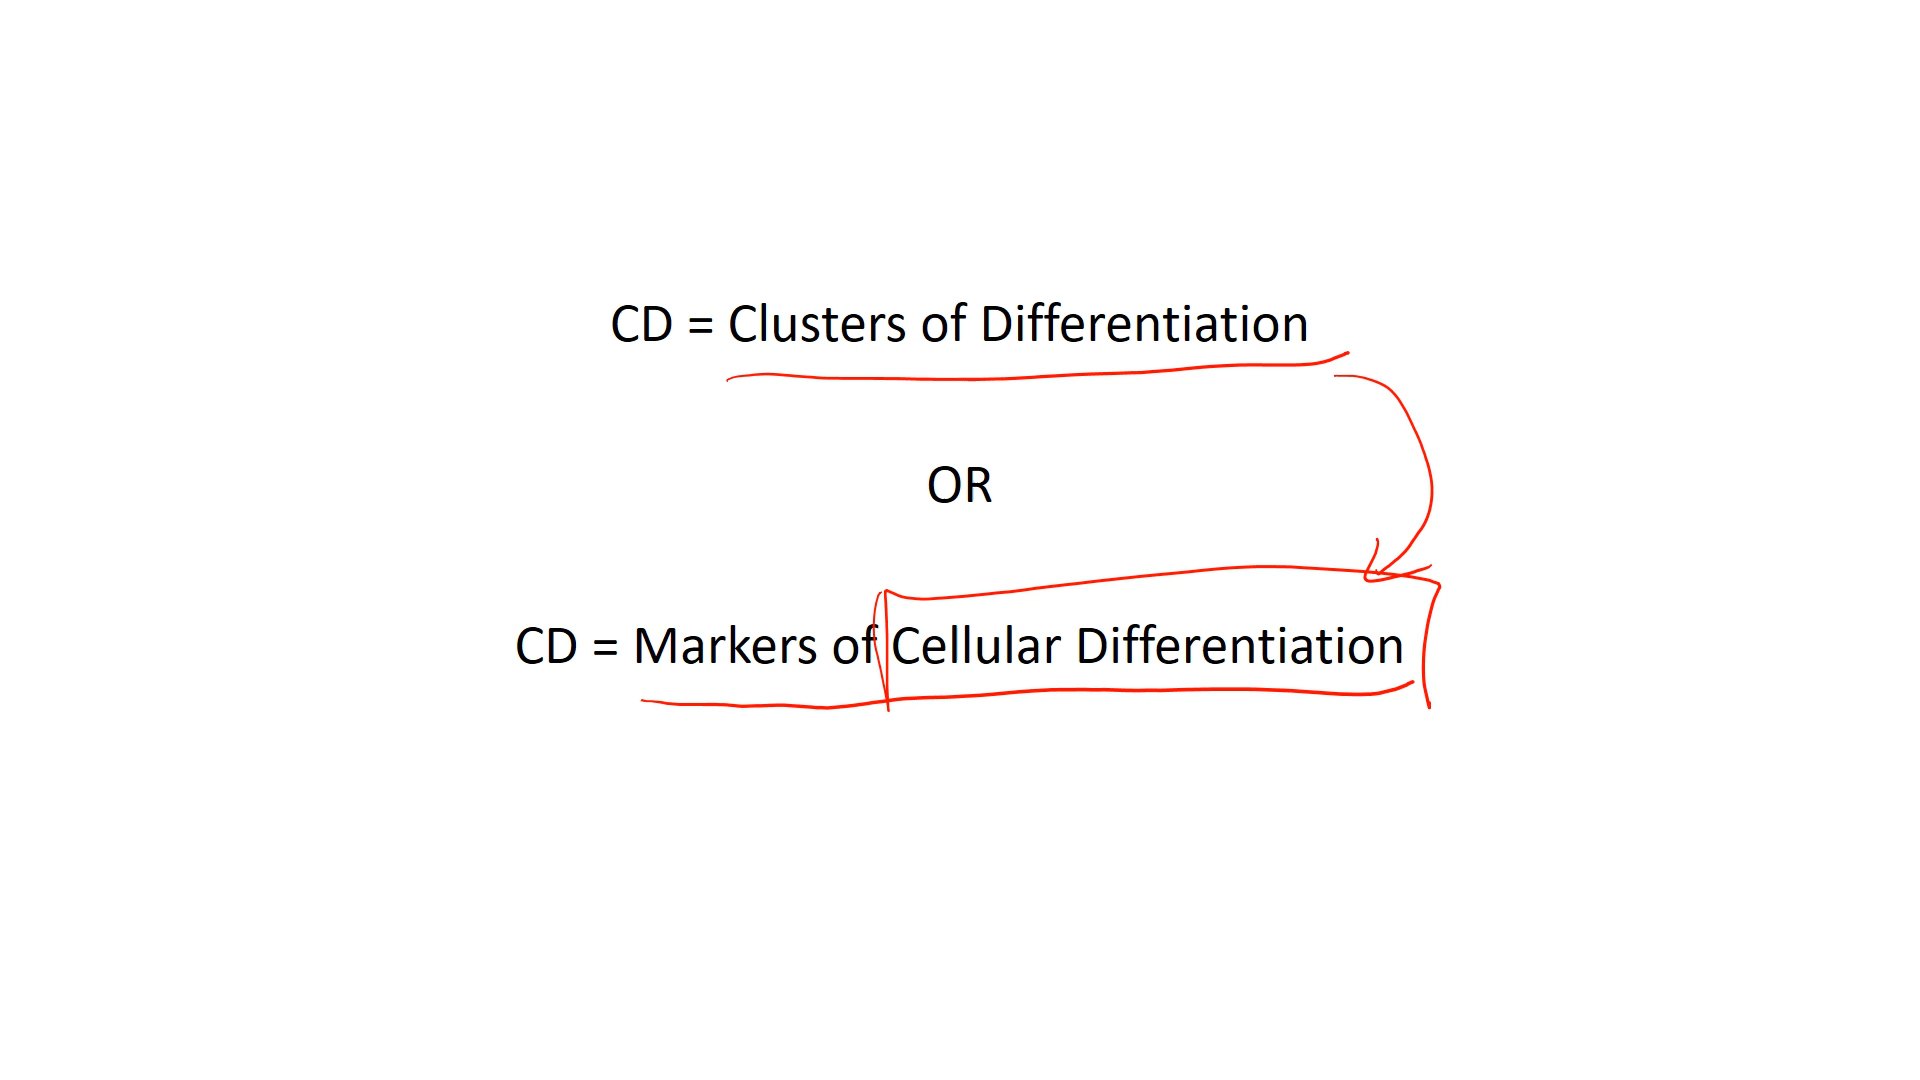 CD = Clusters of Differentiation
OR
CD = Markers of Cellular Differentiation